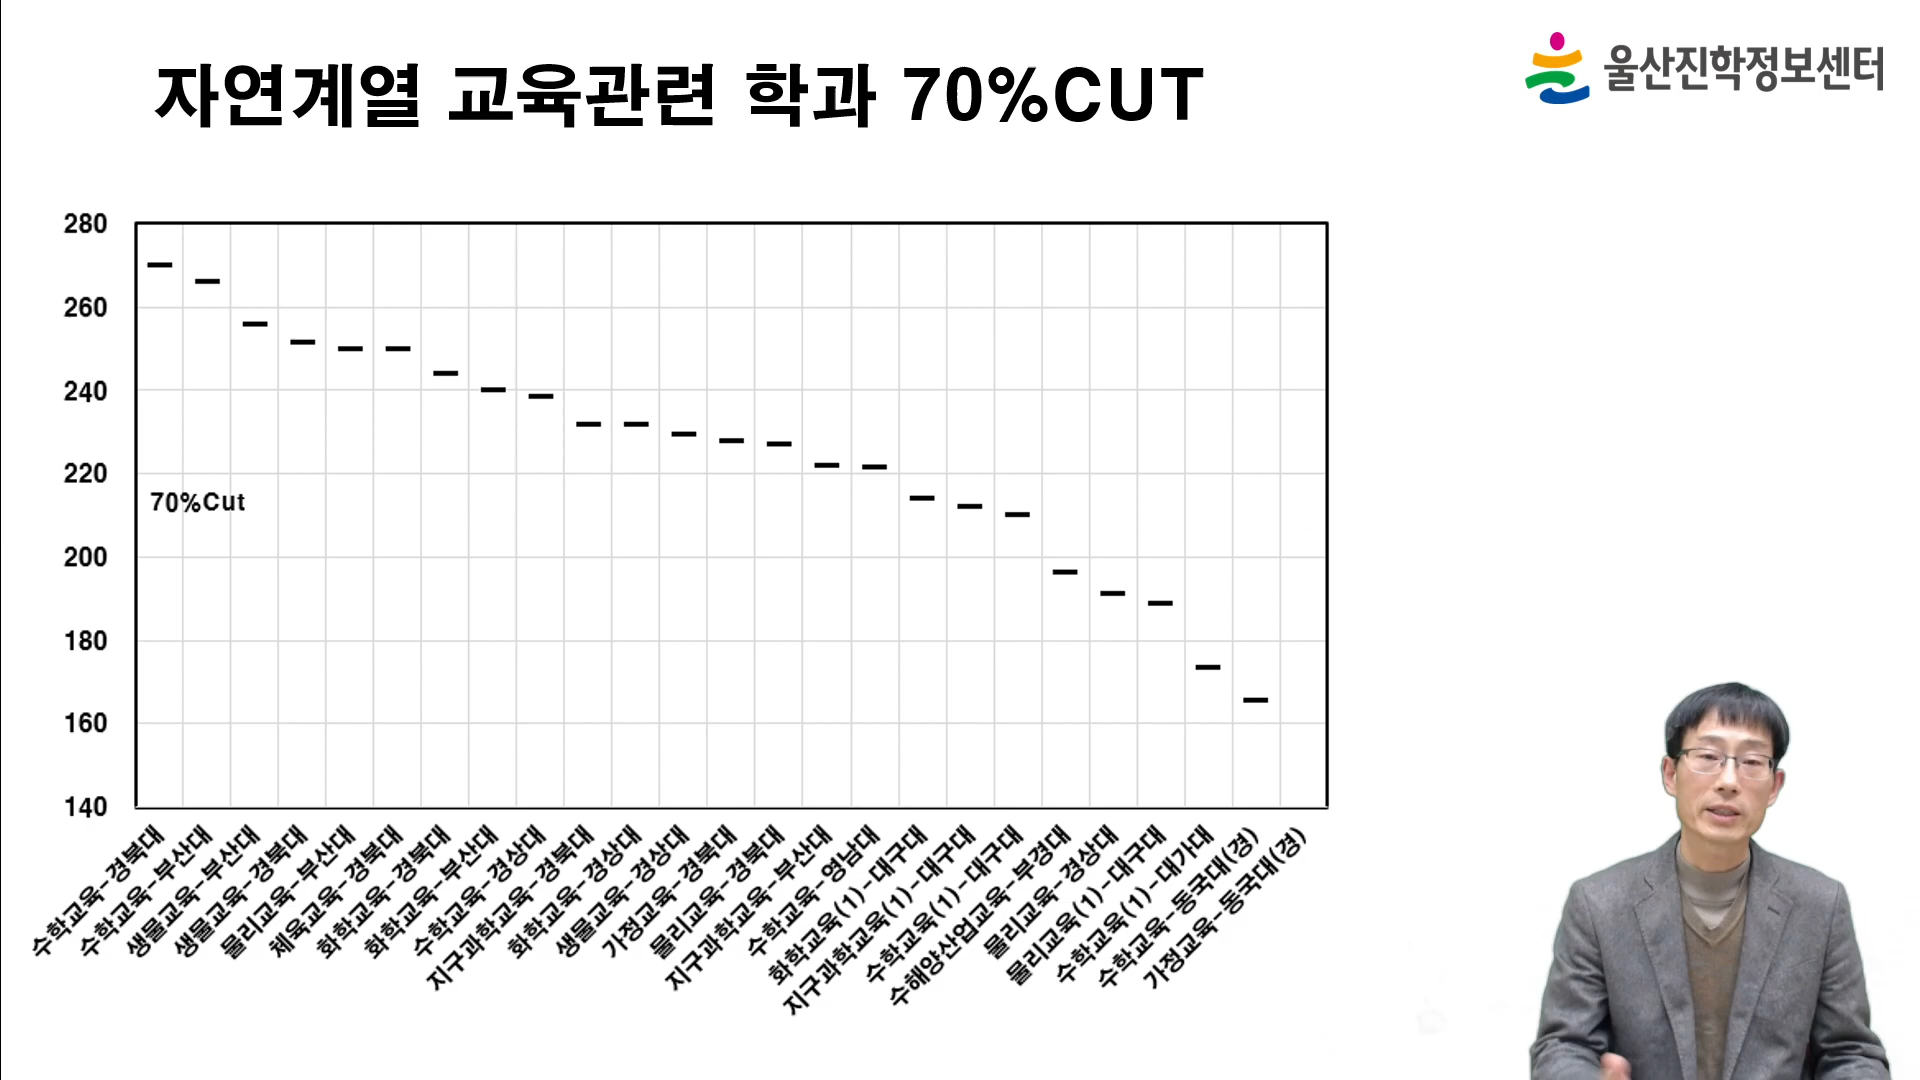 자연계열 교육관련 학과 70%CUT
울산진학정보센터
280
260
240
220
200
180
160
140
70%Cut
수학교육-경북대
수학교육-부산대
생물교육-부산대
생물교육-경북대
물리교육-부산대
체육교육-경북대
화학교육-경북대
화학교육-부산대
수학교육-경상대
지구과학교육-경북대
화학교육-경상대
생물교육-경상대
가정교육-경북대
물리교육-경북대
지구과학교육-부산대
수학교육-영남대
화학교육(1)-대구대
지구과학교육(1)-대구대
수학교육(1)-대구대
수해양산업교육-부경대
물리교육-경상대
물리교육(1)-대구대
수학교육(1)-대가대
수학교육-동국대(경)
가정교육-동국대(경)